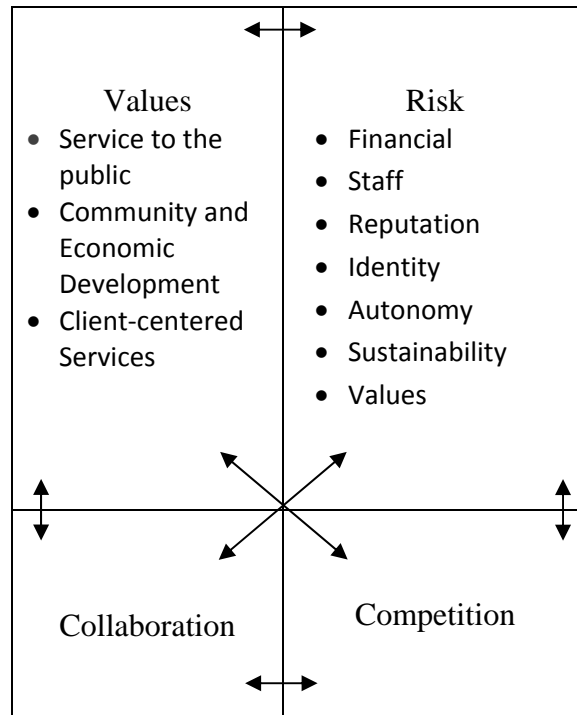 Values
• Service to the
public
• Community and
Economic
Development
• Client-centered
Services
Risk
• Financial
• Staff
• Reputation
• Identity
• Autonomy
• Sustainability
• Values
Collaboration
Competition